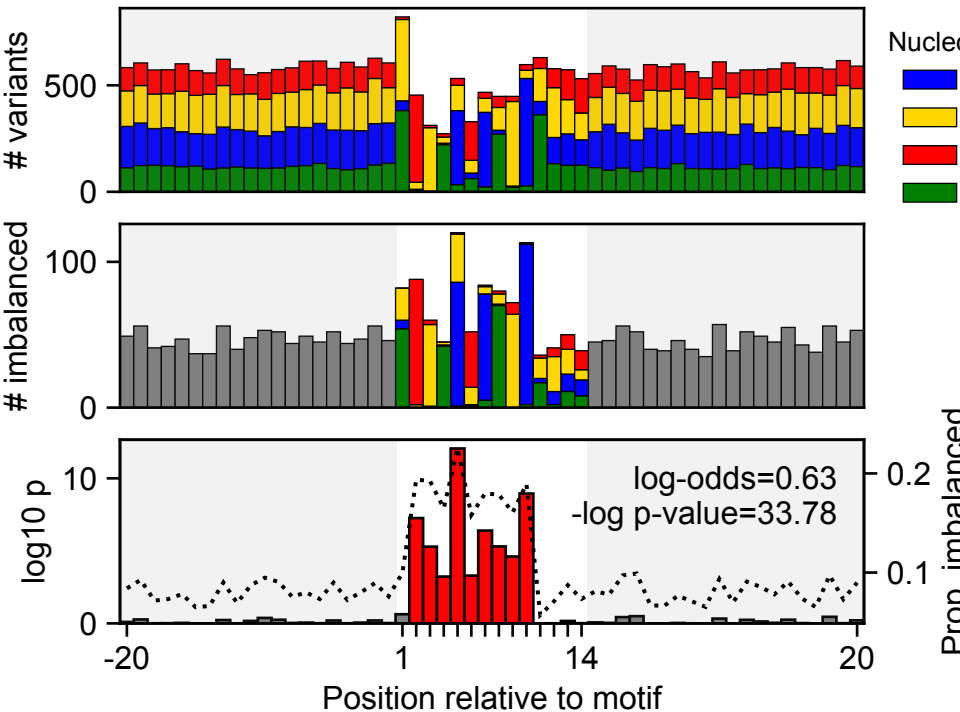 # variants
500
0
Nucleo
# imbalanced
100
0
log10 p
10
0
log-odds=0.63
-log p-value=33.78
0.2
0.1
Prop. imbalanced
-20
1
14
20
Position relative to motif